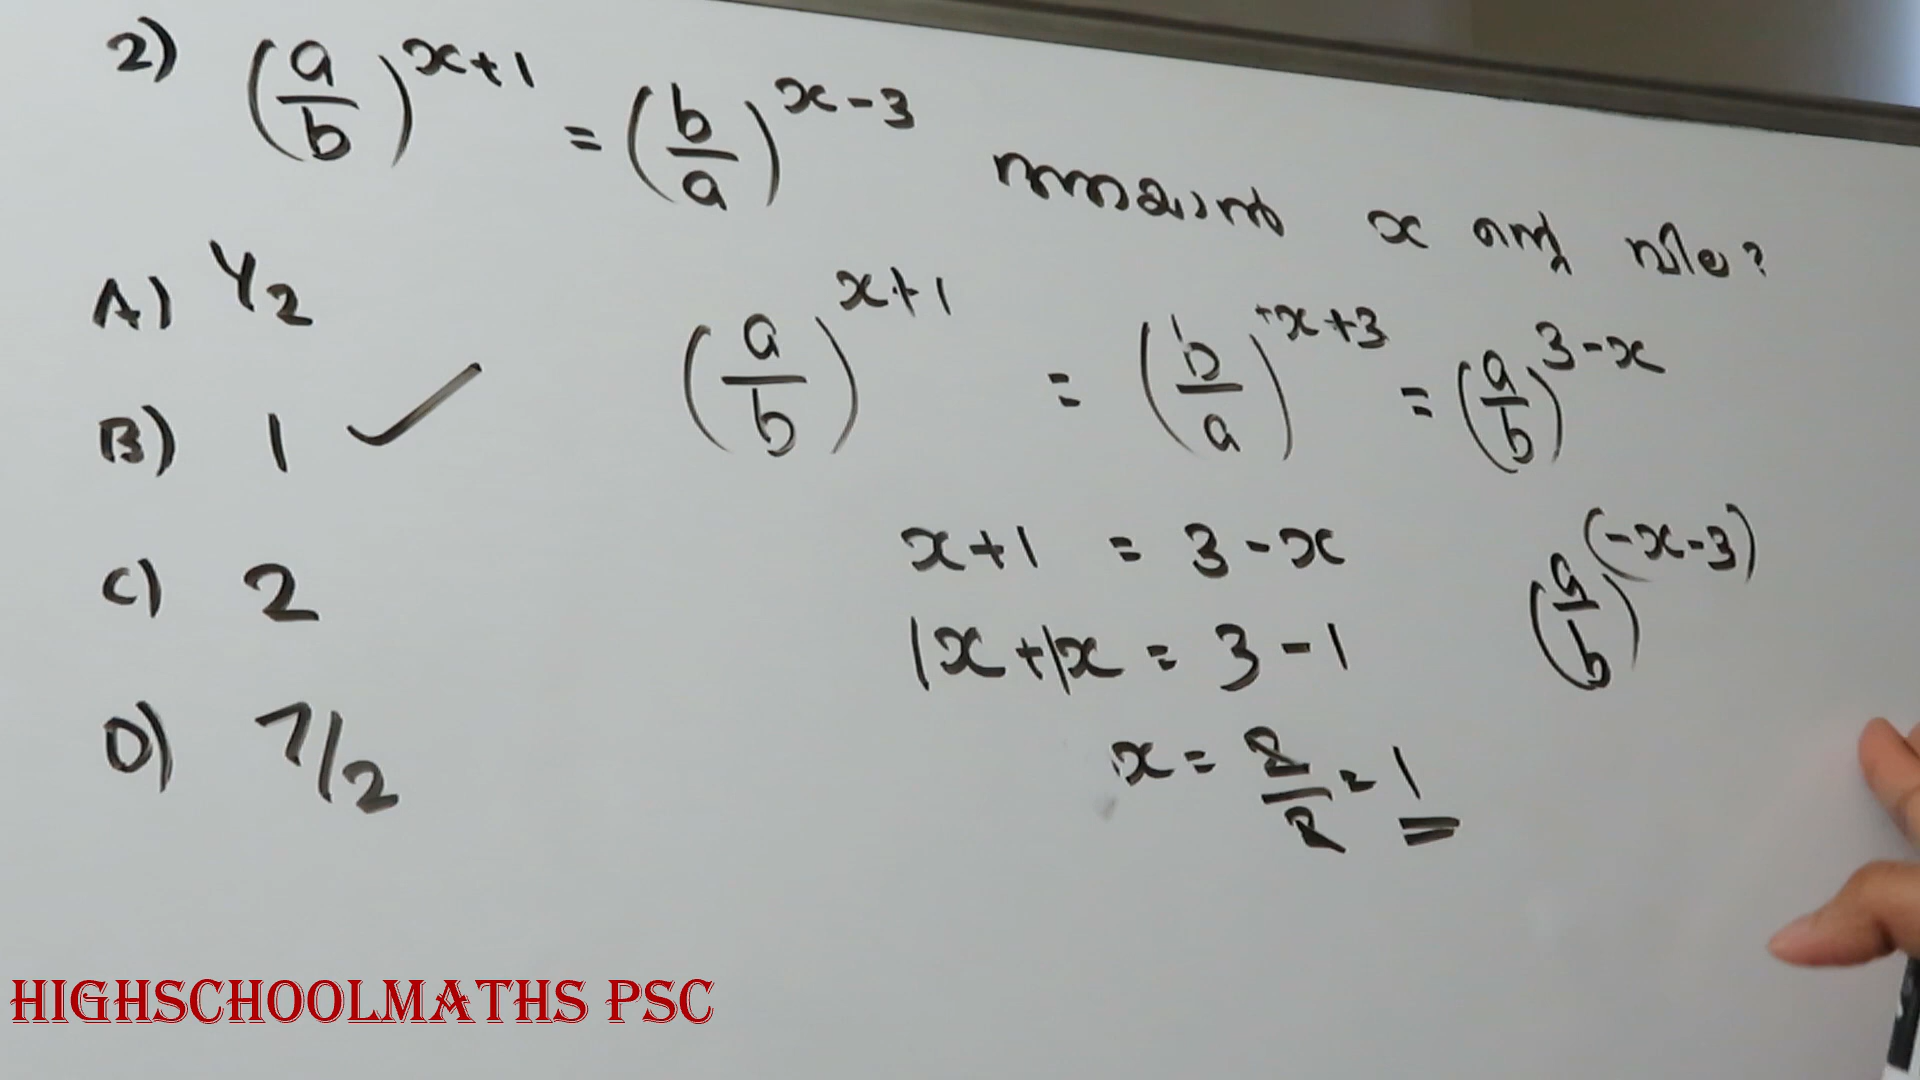 2) (a/b)^(x+1) = (b/a)^(x-3) ആയാൽ x ന്റെ വില?
A) 1/2
(a/b)^(x+1) = (b/a)^(+x+3) = (a/b)^(3-x)
B) 1 ✓
x+1 = 3-x
(a/b)^(-x-3)
C) 2
1x+1x = 3-1
D) 7/2
x = 2/2 = 1
HIGHSCHOOLMATHS PSC